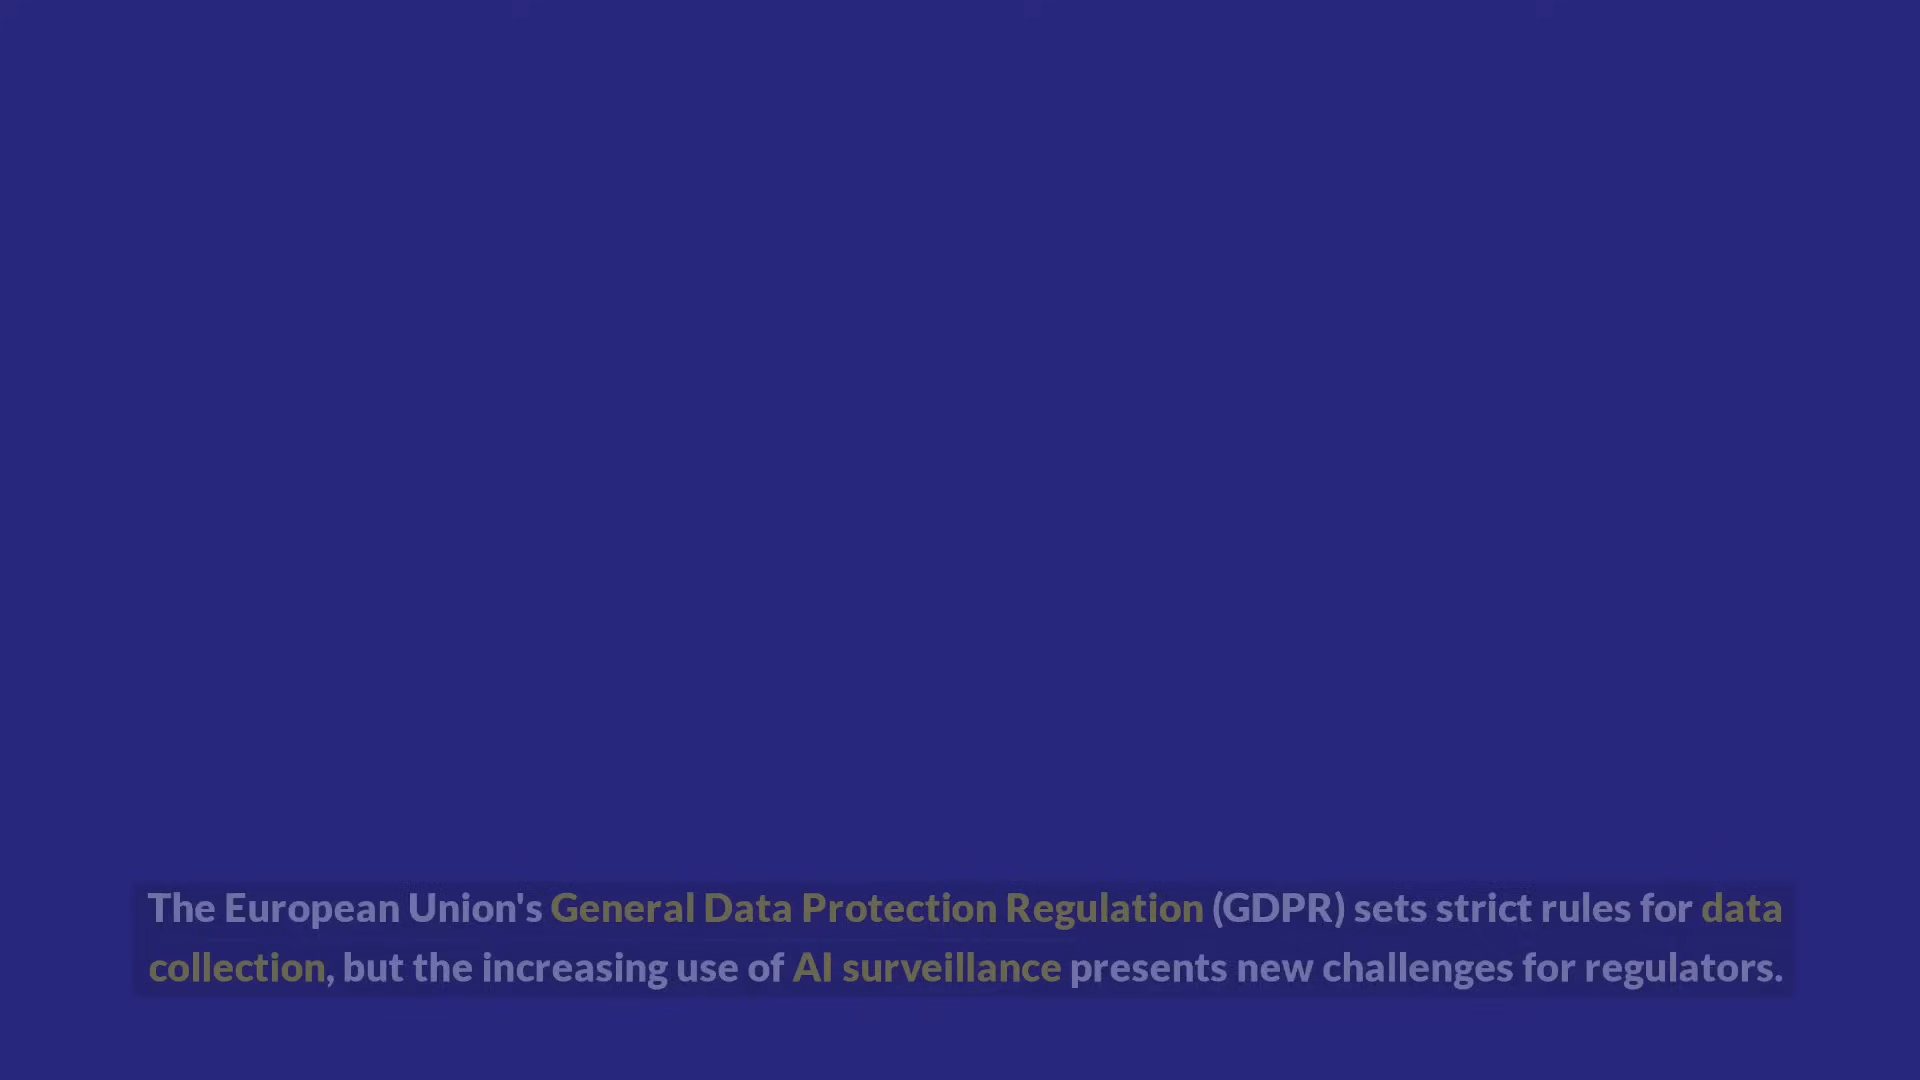 The European Union's General Data Protection Regulation (GDPR) sets strict rules for data
collection, but the increasing use of AI surveillance presents new challenges for regulators.